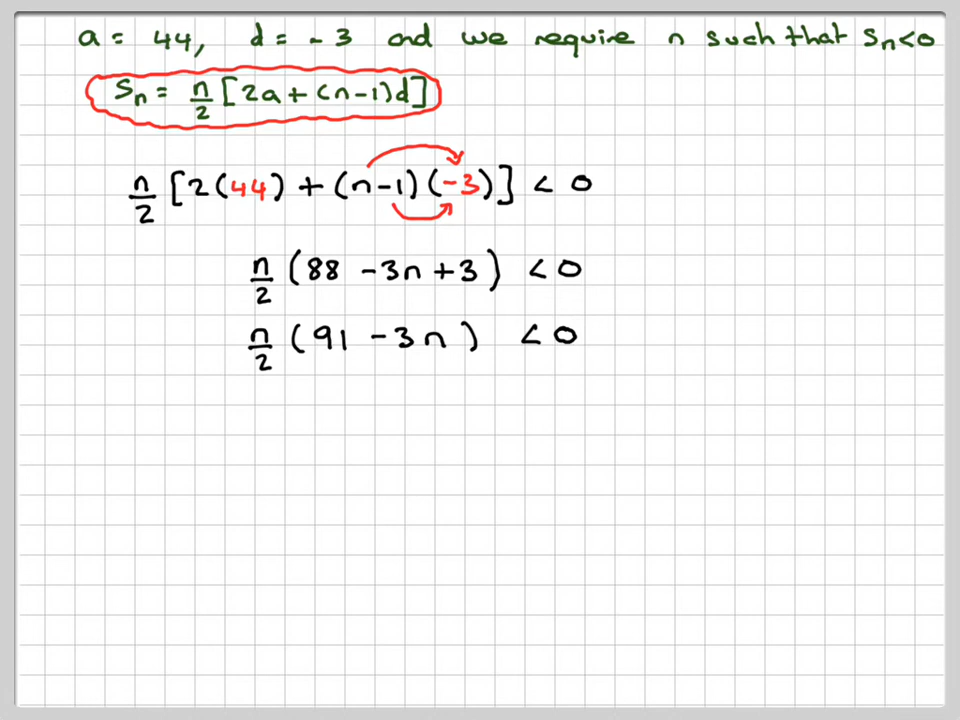 a = 44, d = -3 and we require n such that Sn<0
Sn = n/2 [2a+(n-1)d]
n/2 [2(44) + (n-1)(-3)] < 0
n/2 (88 -3n +3) < 0
n/2 (91 -3n) < 0